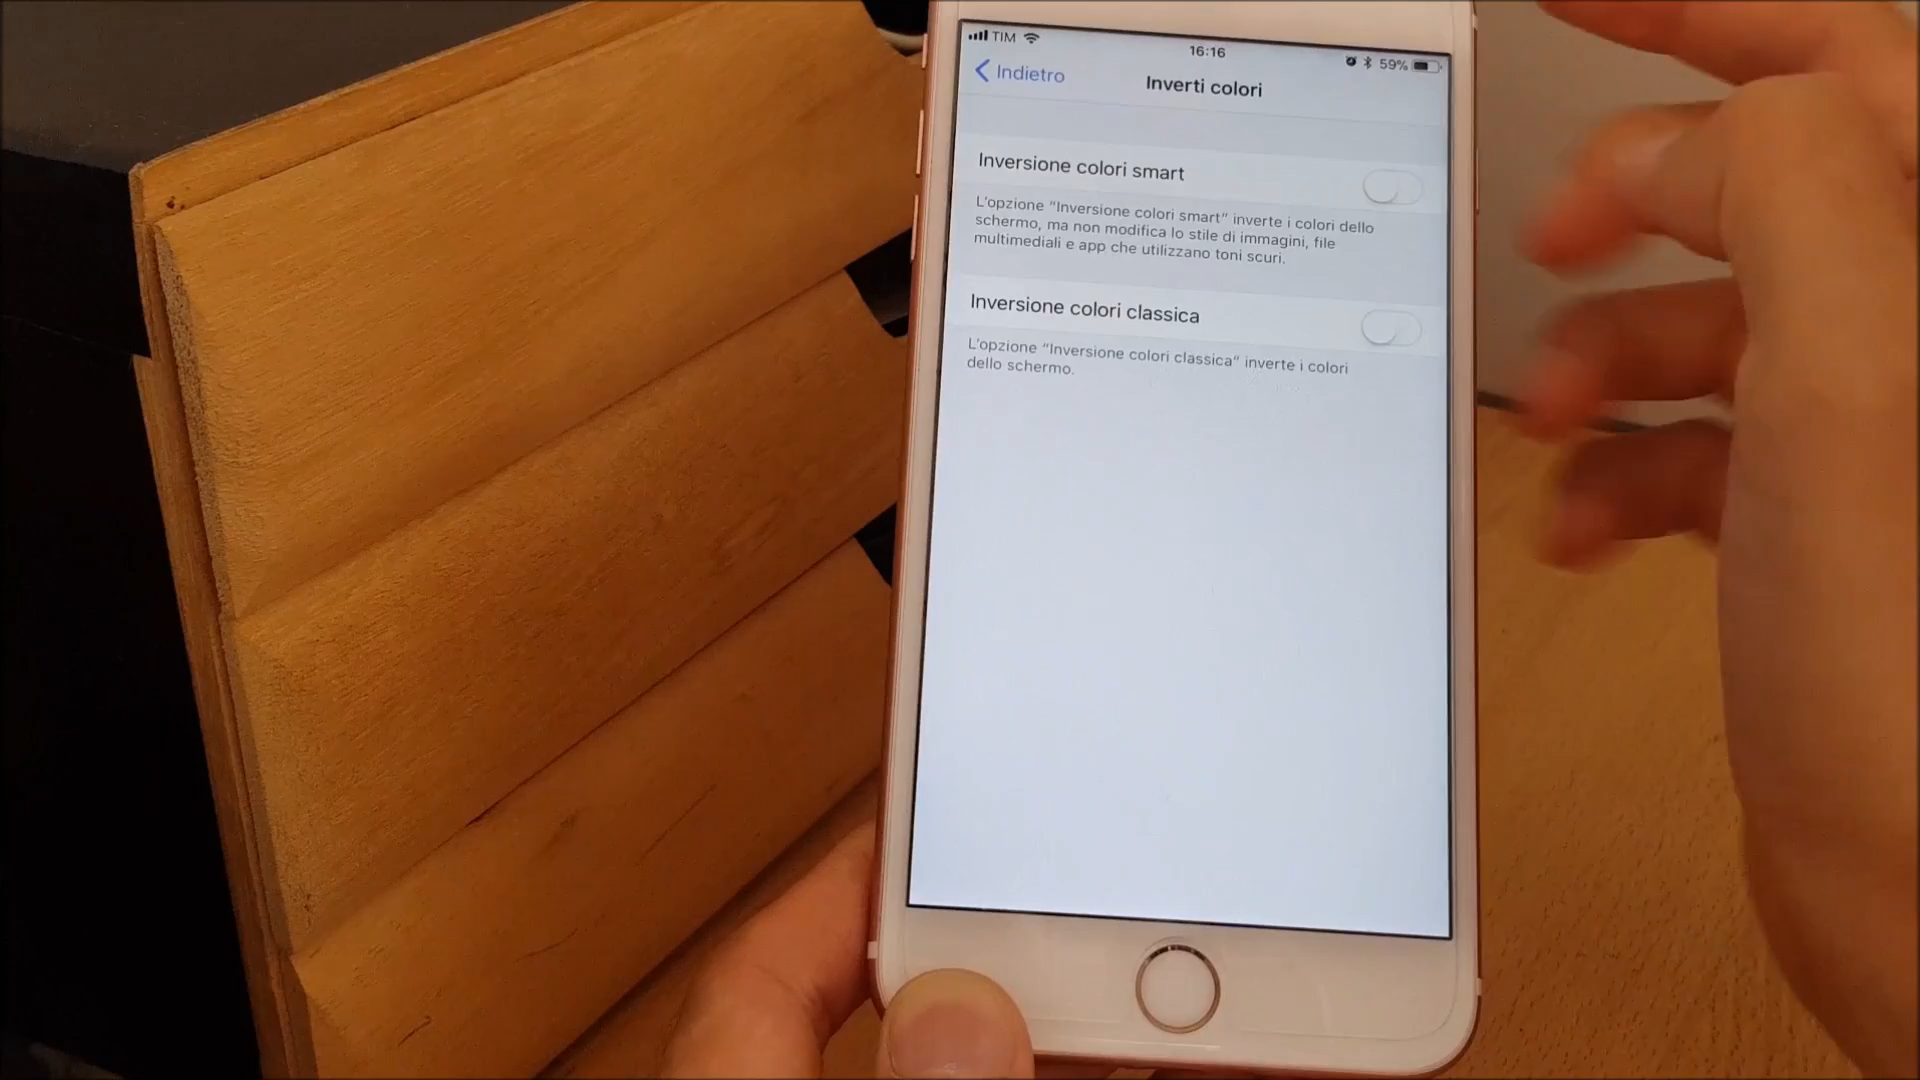 TIM
16:16
59%
Indietro
Inverti colori
Inversione colori smart
L'opzione "Inversione colori smart" inverte i colori dello
schermo, ma non modifica lo stile di immagini, file
multimediali e app che utilizzano toni scuri.
Inversione colori classica
L'opzione "Inversione colori classica" inverte i colori
dello schermo.